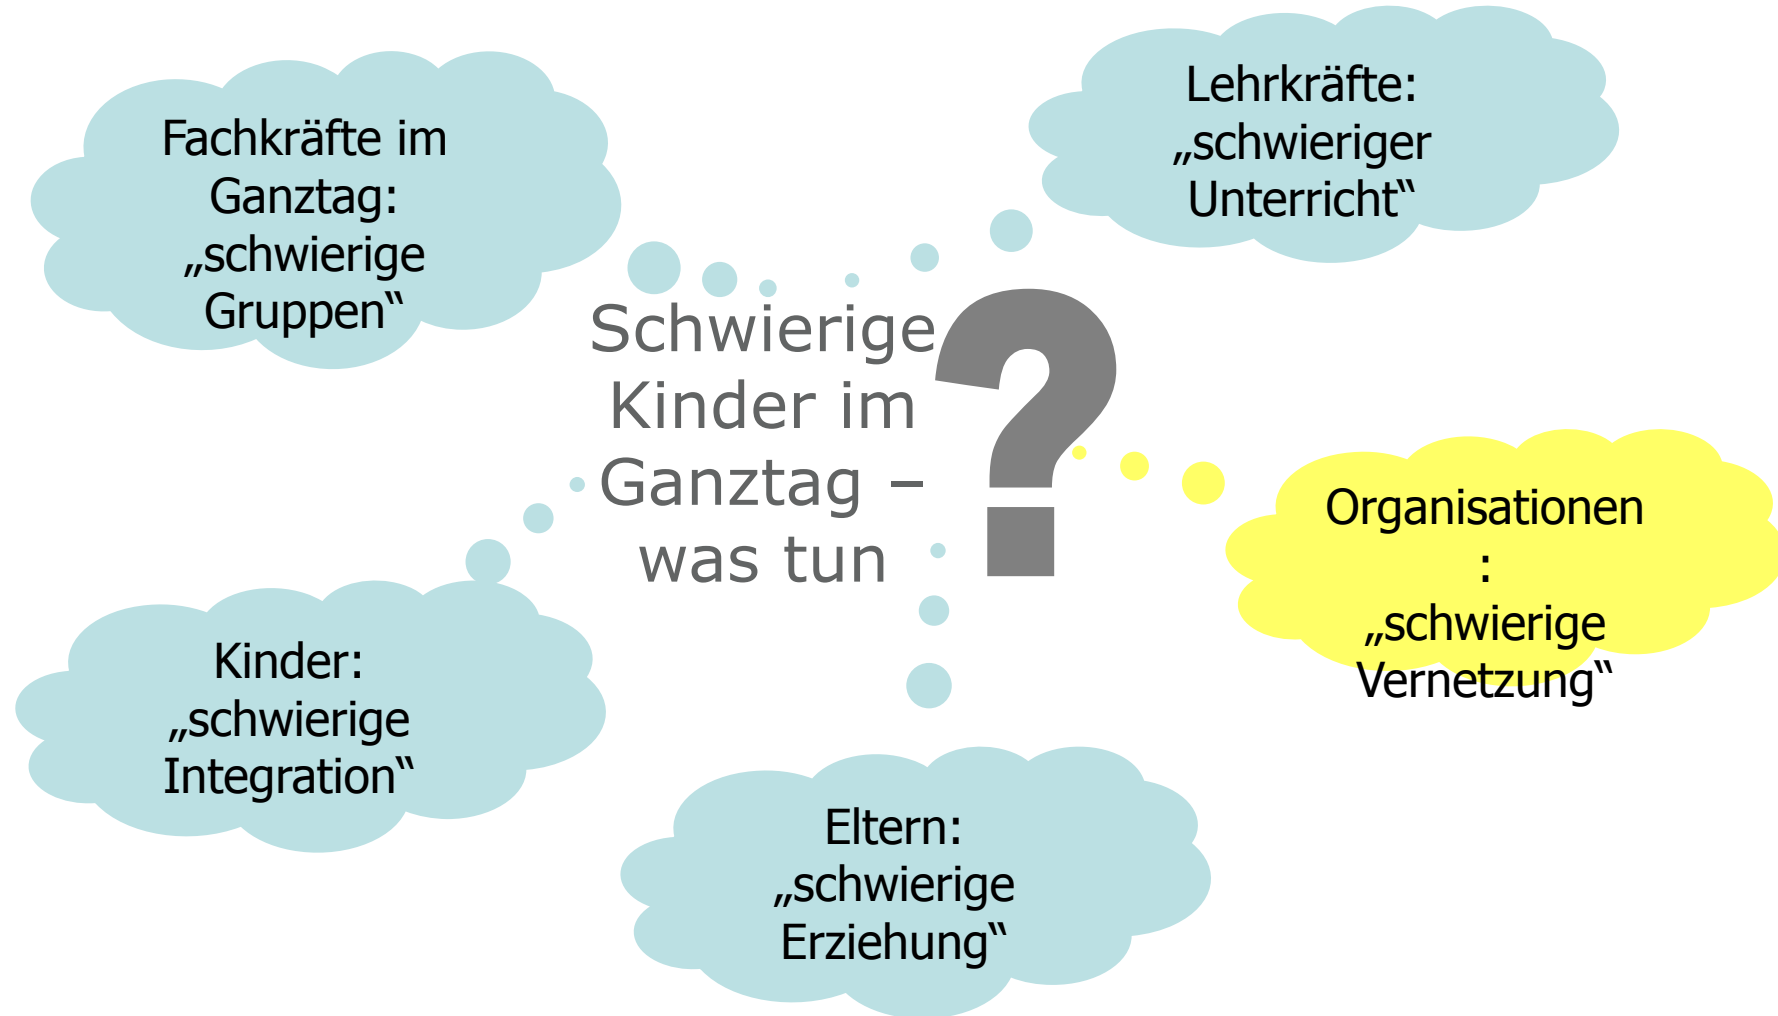 Fachkräfte im
Ganztag:
„schwierige
Gruppen“
Lehrkräfte:
„schwieriger
Unterricht“
Schwierige
Kinder im
Ganztag –
was tun
?
Organisationen
:
„schwierige
Vernetzung“
Kinder:
„schwierige
Integration“
Eltern:
„schwierige
Erziehung“